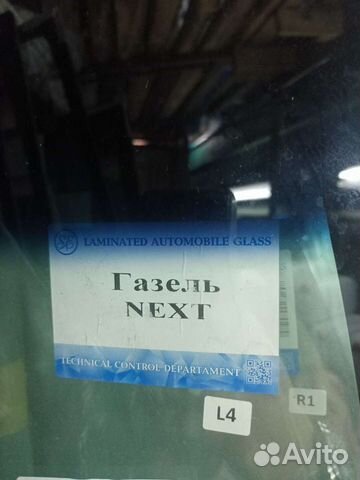 LAMINATED AUTOMOBILE GLASS
Газель
NEXT
TECHNICAL CONTROL DEPARTAMENT
L4
R1
Avito